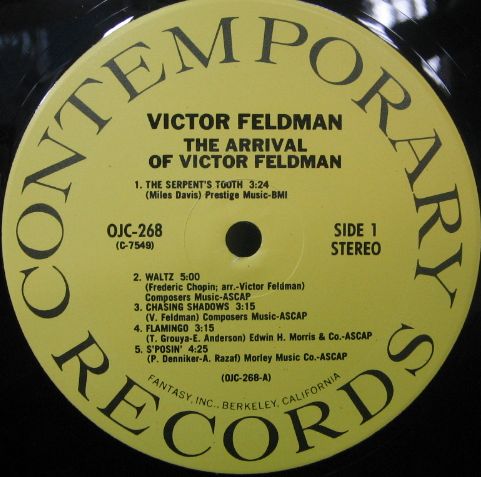 CONTEMPORARY
VICTOR FELDMAN
THE ARRIVAL
OF VICTOR FELDMAN
1. THE SERPENT'S TOOTH 3:24
(Miles Davis) Prestige Music-BMI
OJC-268
(C-7549)
SIDE 1
STEREO
2. WALTZ 5:00
(Frederic Chopin; arr.-Victor Feldman)
Composers Music-ASCAP
3. CHASING SHADOWS 3:15
(V. Feldman) Composers Music-ASCAP
4. FLAMINGO 3:15
(T. Grouya-E. Anderson) Edwin H. Morris & Co.-ASCAP
5. S'POSIN' 4:25
(P. Denniker-A. Razaf) Morley Music Co.-ASCAP
(OJC-268-A)
FANTASY, INC., BERKELEY, CALIFORNIA
RECORDS